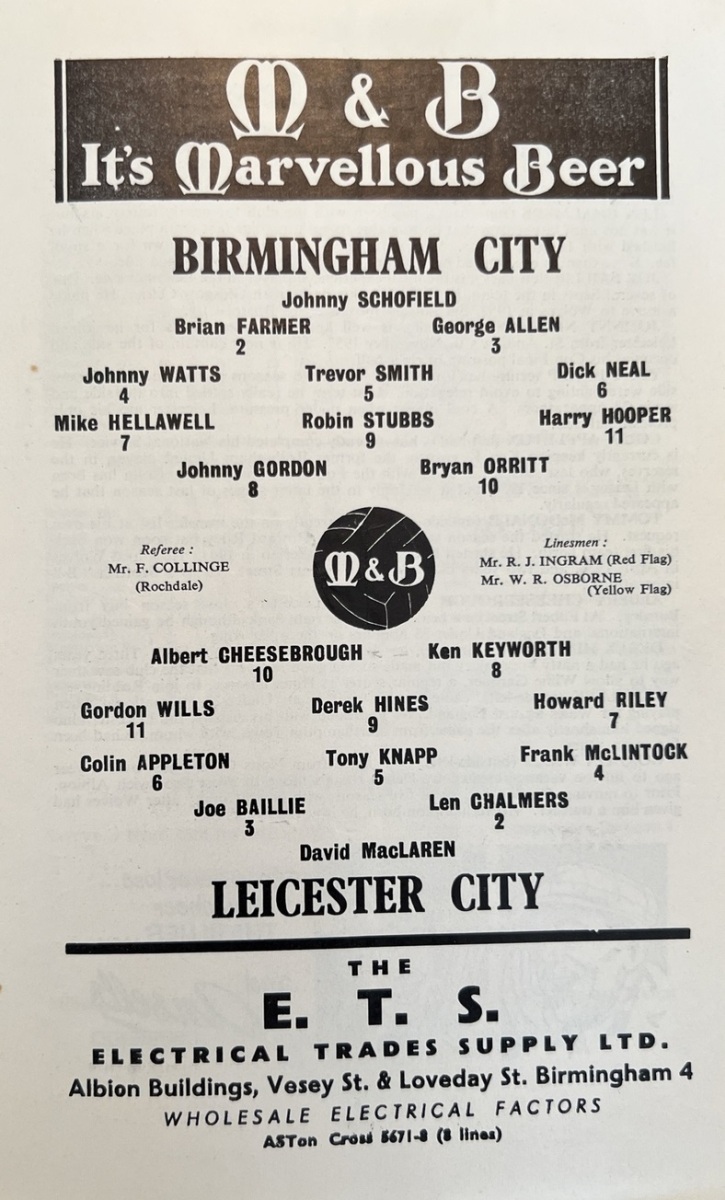 M & B
It's Marvellous Beer
BIRMINGHAM CITY
Johnny SCHOFIELD
Brian FARMER George ALLEN
2 3
Johnny WATTS Trevor SMITH Dick NEAL
4 5 6
Mike HELLAWELL Robin STUBBS Harry HOOPER
7 9 11
Johnny GORDON Bryan ORRITT
8 10
Referee :
Mr. F. COLLINGE
(Rochdale)
M & B
Linesmen :
Mr. R. J. INGRAM (Red Flag)
Mr. W. R. OSBORNE
(Yellow Flag)
Albert CHEESEBROUGH Ken KEYWORTH
10 8
Gordon WILLS Derek HINES Howard RILEY
11 9 7
Colin APPLETON Tony KNAPP Frank McLINTOCK
6 5 4
Joe BAILLIE Len CHALMERS
3 2
David MacLAREN
LEICESTER CITY
THE
E. T. S.
ELECTRICAL TRADES SUPPLY LTD.
Albion Buildings, Vesey St. & Loveday St. Birmingham 4
WHOLESALE ELECTRICAL FACTORS
ASTon Cross 5671-8 (8 lines)